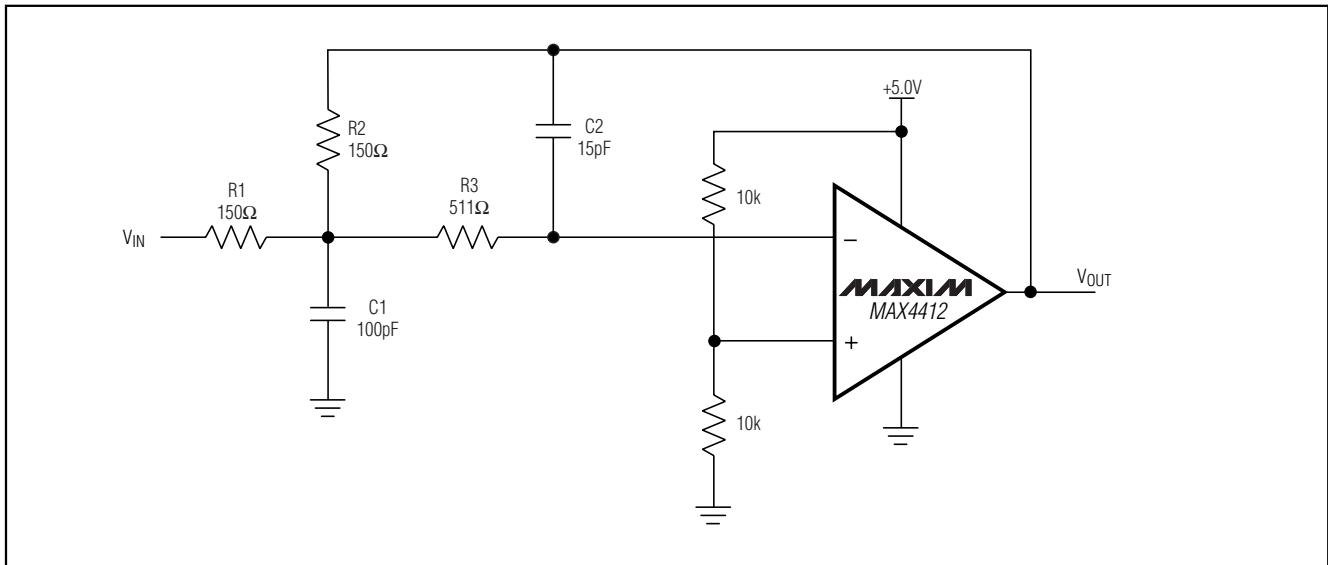 +5.0V
R2
150Ω
C2
15pF
R1
150Ω
R3
511Ω
10k
VIN
−
MAXIM
MAX4412
VOUT
C1
100pF
+
10k